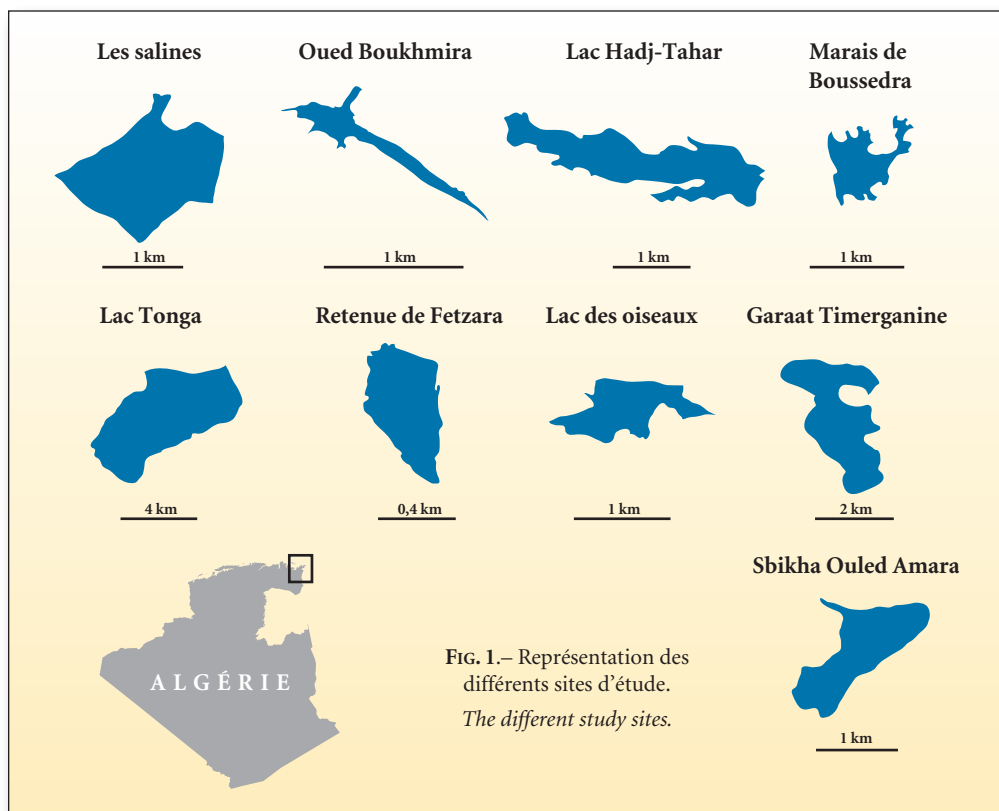 Les salines
Oued Boukhmira
Lac Hadj-Tahar
Marais de
Boussedra
1 km
1 km
1 km
1 km
Lac Tonga
Retenue de Fetzara
Lac des oiseaux
Garaat Timerganine
4 km
0,4 km
1 km
2 km
Sbikha Ouled Amara
1 km
ALGÉRIE
FIG. 1.– Représentation des
différents sites d'étude.
The different study sites.